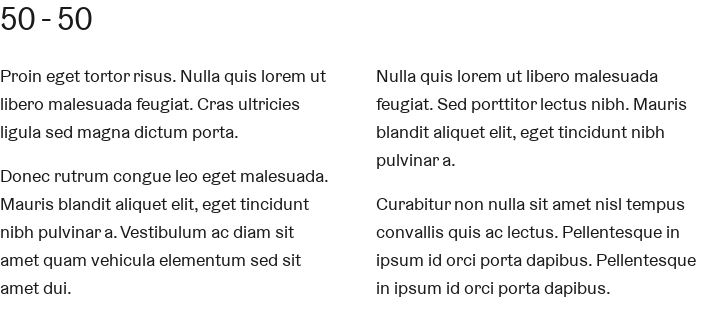 50 - 50
Proin eget tortor risus. Nulla quis lorem ut
libero malesuada feugiat. Cras ultricies
ligula sed magna dictum porta.
Donec rutrum congue leo eget malesuada.
Mauris blandit aliquet elit, eget tincidunt
nibh pulvinar a. Vestibulum ac diam sit
amet quam vehicula elementum sed sit
amet dui.
Nulla quis lorem ut libero malesuada
feugiat. Sed porttitor lectus nibh. Mauris
blandit aliquet elit, eget tincidunt nibh
pulvinar a.
Curabitur non nulla sit amet nisl tempus
convallis quis ac lectus. Pellentesque in
ipsum id orci porta dapibus. Pellentesque
in ipsum id orci porta dapibus.